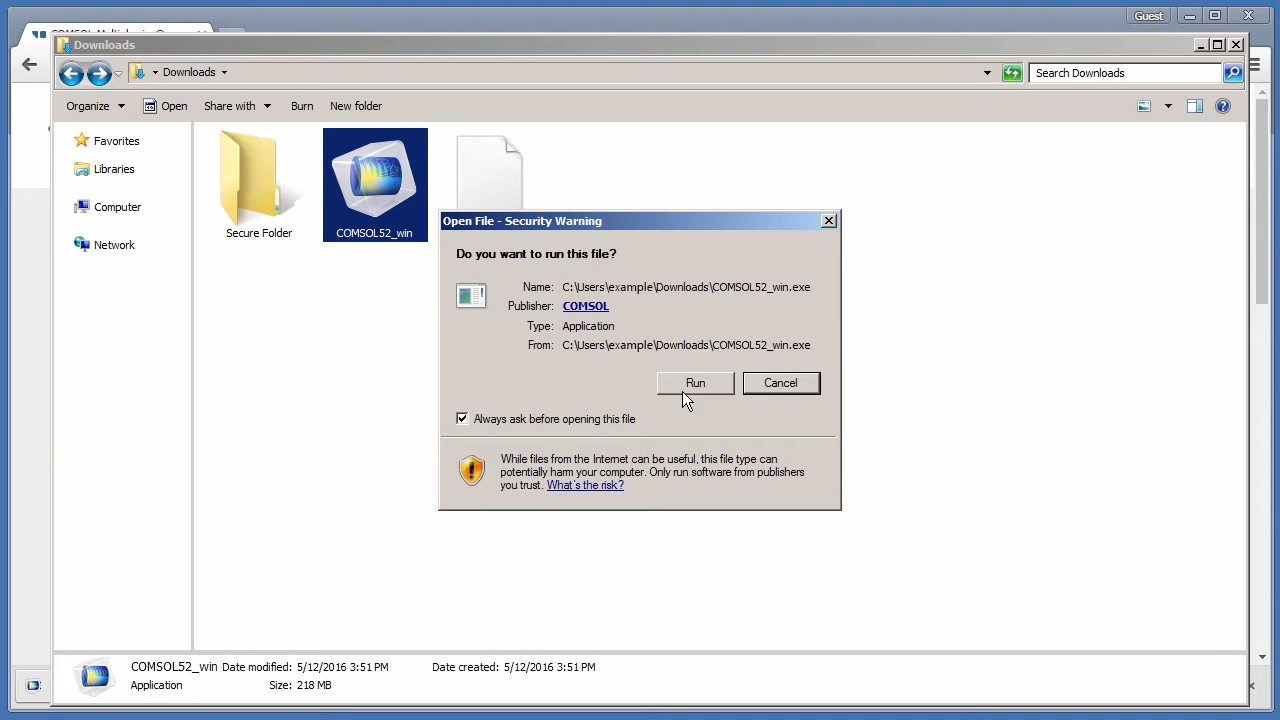 Guest
Downloads
Downloads
Search Downloads
Organize
Open
Share with
Burn
New folder
Favorites
Libraries
Computer
Network
Secure Folder
COMSOL52_win
Open File - Security Warning
Do you want to run this file?
Name: C:\Users\example\Downloads\COMSOL52_win.exe
Publisher: COMSOL
Type: Application
From: C:\Users\example\Downloads\COMSOL52_win.exe
Run
Cancel
Always ask before opening this file
While files from the Internet can be useful, this file type can
potentially harm your computer. Only run software from publishers
you trust. What's the risk?
COMSOL52_win Date modified: 5/12/2016 3:51 PM Date created: 5/12/2016 3:51 PM
Application Size: 218 MB